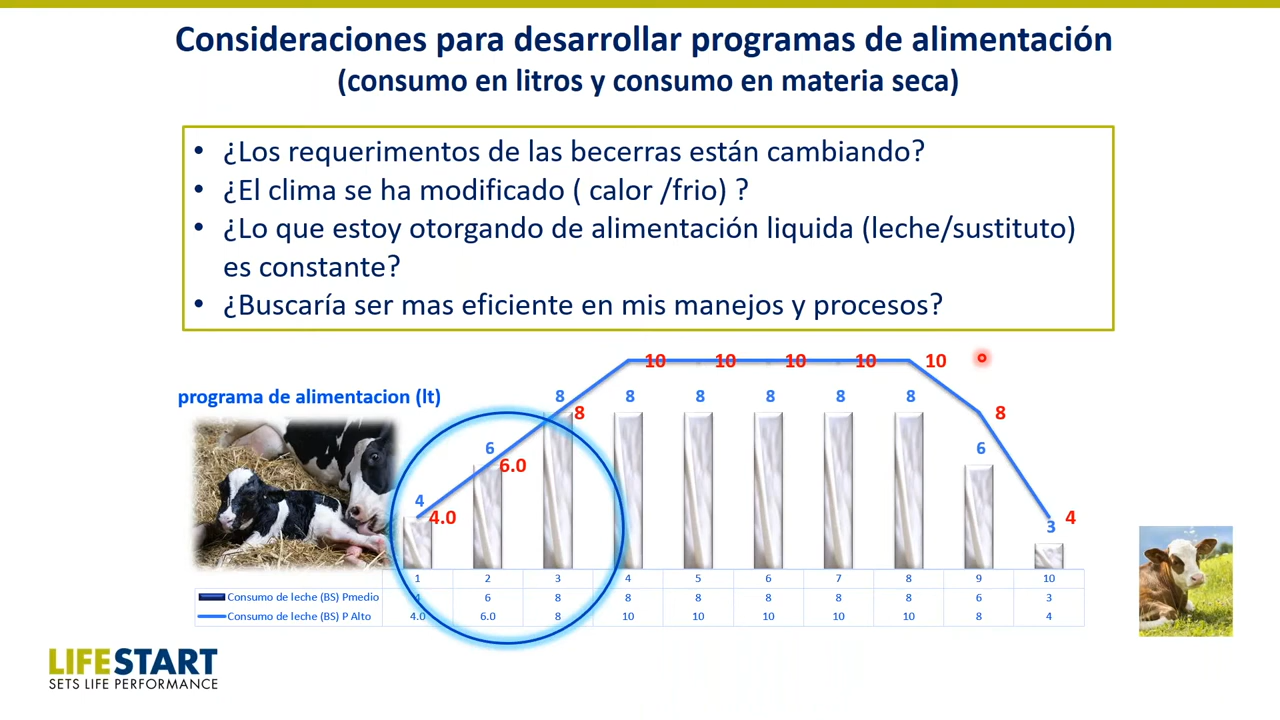 Consideraciones para desarrollar programas de alimentación
(consumo en litros y consumo en materia seca)
• ¿Los requerimentos de las becerras están cambiando?
• ¿El clima se ha modificado ( calor /frio) ?
• ¿Lo que estoy otorgando de alimentación liquida (leche/sustituto)
es constante?
• ¿Buscaría ser mas eficiente en mis manejos y procesos?
programa de alimentacion (lt)
10 10 10 10 10
8 8 8 8 8 8
8 8
6 6
6.0
4
4.0 3 4
1 2 3 4 5 6 7 8 9 10
Consumo de leche (BS) Pmedio 4 6 8 8 8 8 8 8 6 3
Consumo de leche (BS) P Alto 4.0 6.0 8 10 10 10 10 10 8 4
LIFESTART
SETS LIFE PERFORMANCE